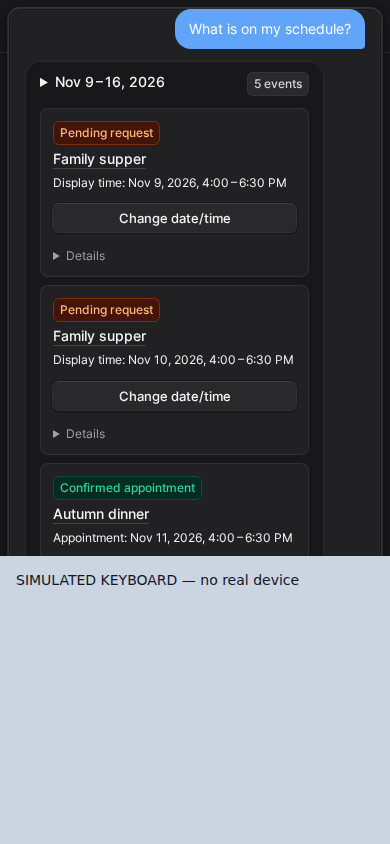 What is on my schedule?
Nov 9–16, 2026
5 events
Pending request
Family supper
Display time: Nov 9, 2026, 4:00–6:30 PM
Change date/time
Details
Pending request
Family supper
Display time: Nov 10, 2026, 4:00–6:30 PM
Change date/time
Details
Confirmed appointment
Autumn dinner
Appointment: Nov 11, 2026, 4:00–6:30 PM
SIMULATED KEYBOARD — no real device